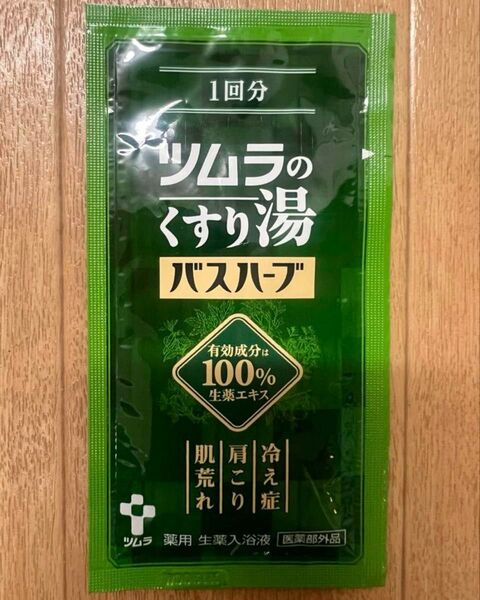 1回分
ツムラの
くすり湯
バスハーブ
有効成分は
100%
生薬エキス
冷え症
肩こり
肌荒れ
ツムラ
薬用 生薬入浴液 医薬部外品